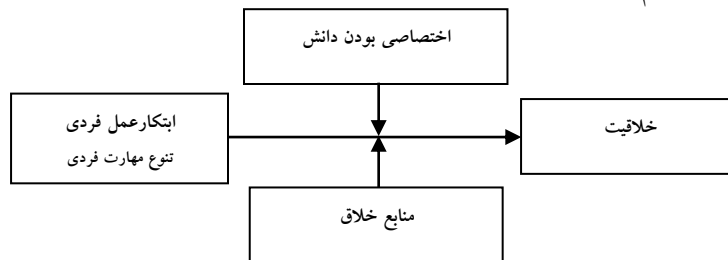 اختصاصی بودن دانش
ابتکارعمل فردی
تنوع مهارت فردی
خلاقیت
منابع خلاق